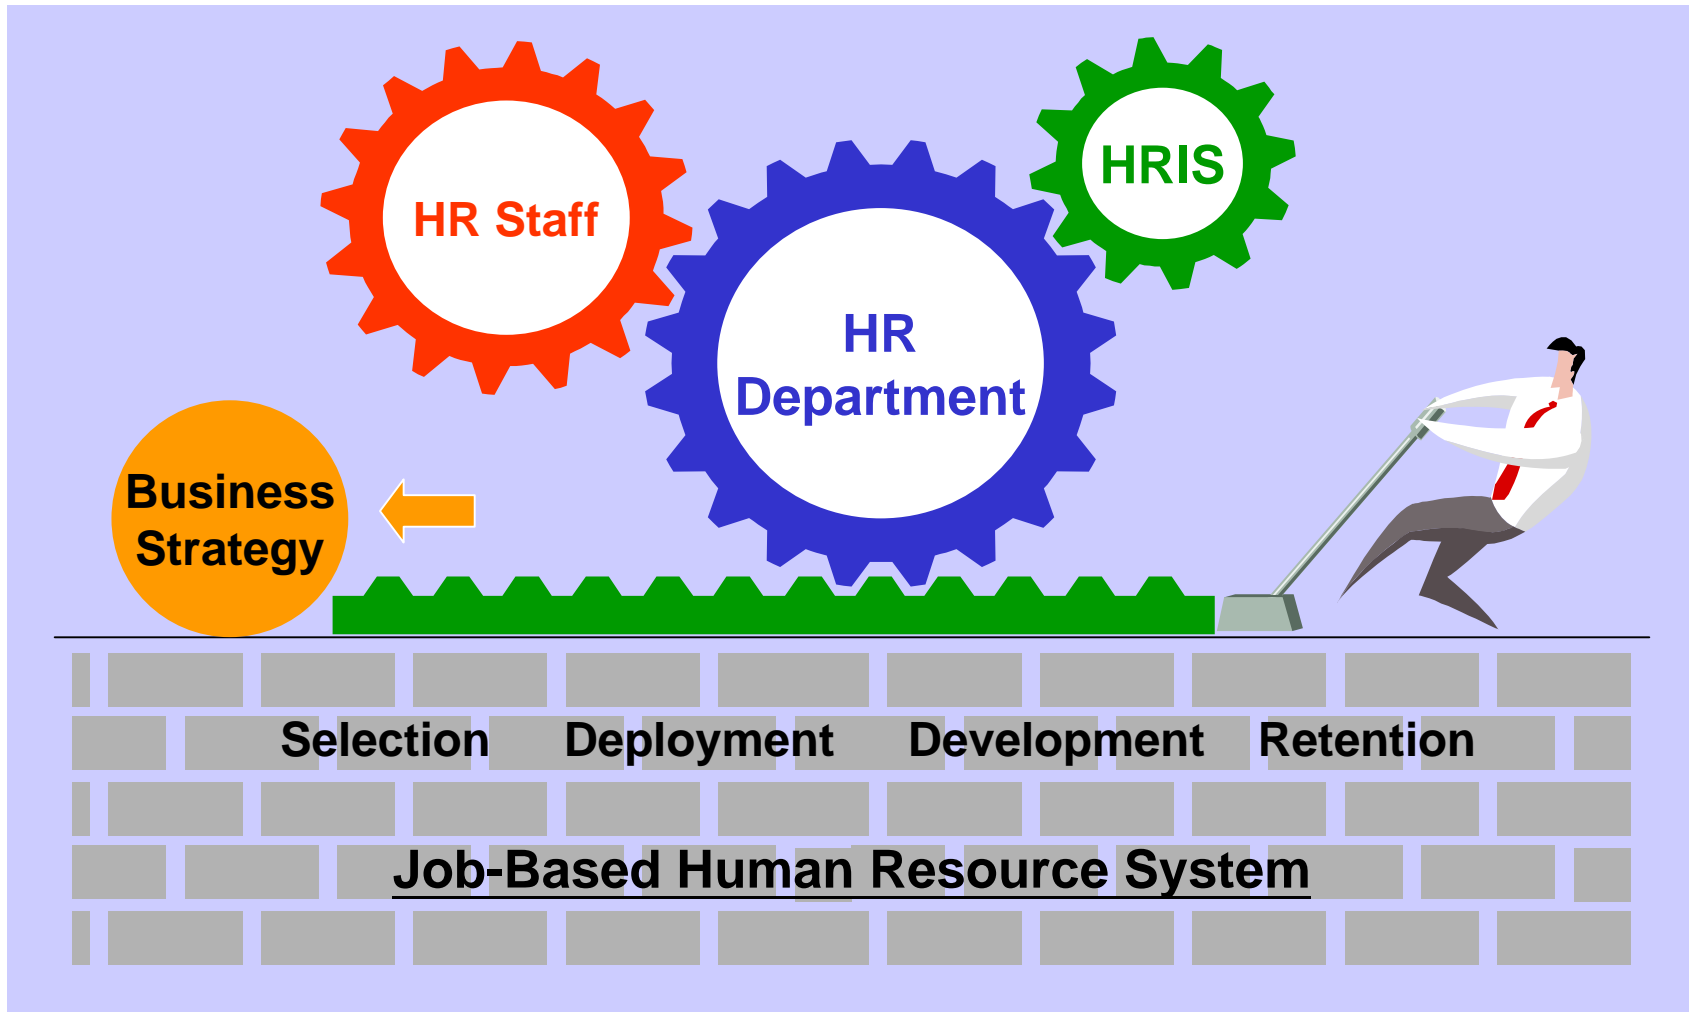 HRIS
HR Staff
HR
Department
Business
Strategy
Selection Deployment Development Retention
Job-Based Human Resource System